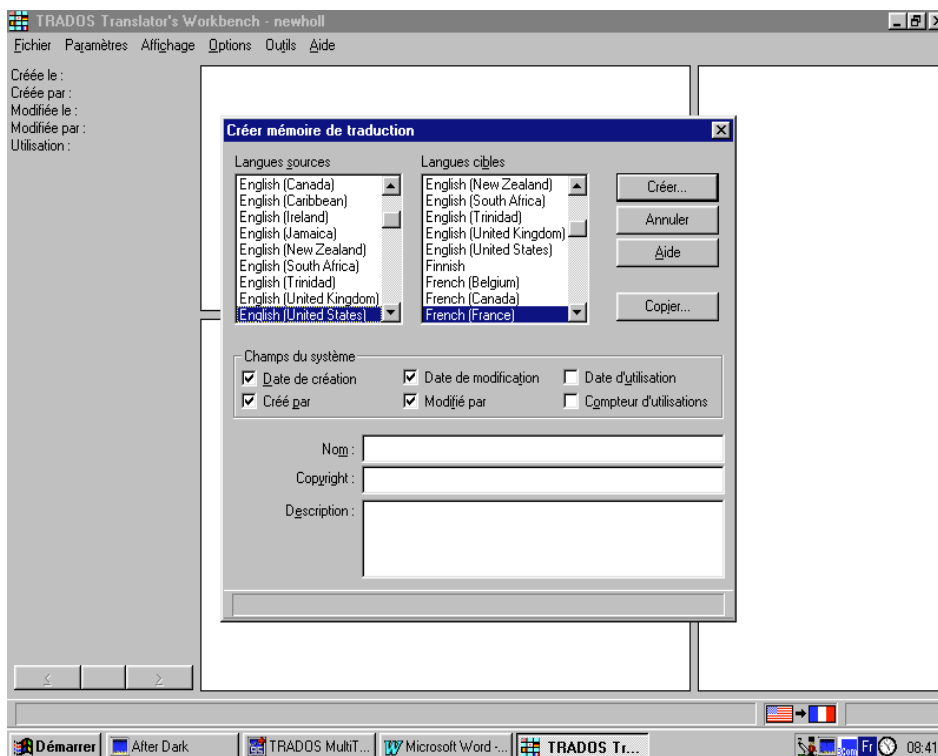 TRADOS Translator's Workbench - newholl
Fichier Paramètres Affichage Options Outils Aide
Créée le :
Créée par :
Modifiée le :
Modifiée par :
Utilisation :
Créer mémoire de traduction
Langues sources
English (Canada)
English (Caribbean)
English (Ireland)
English (Jamaica)
English (New Zealand)
English (South Africa)
English (Trinidad)
English (United Kingdom)
English (United States)
Langues cibles
English (New Zealand)
English (South Africa)
English (Trinidad)
English (United Kingdom)
English (United States)
Finnish
French (Belgium)
French (Canada)
French (France)
Créer...
Annuler
Aide
Copier...
Champs du système
Date de création
Date de modification
Date d'utilisation
Créé par
Modifié par
Compteur d'utilisations
Nom :
Copyright :
Description :
< >
Démarrer After Dark TRADOS MultiT... Microsoft Word -... TRADOS Tr... Fr 08:41